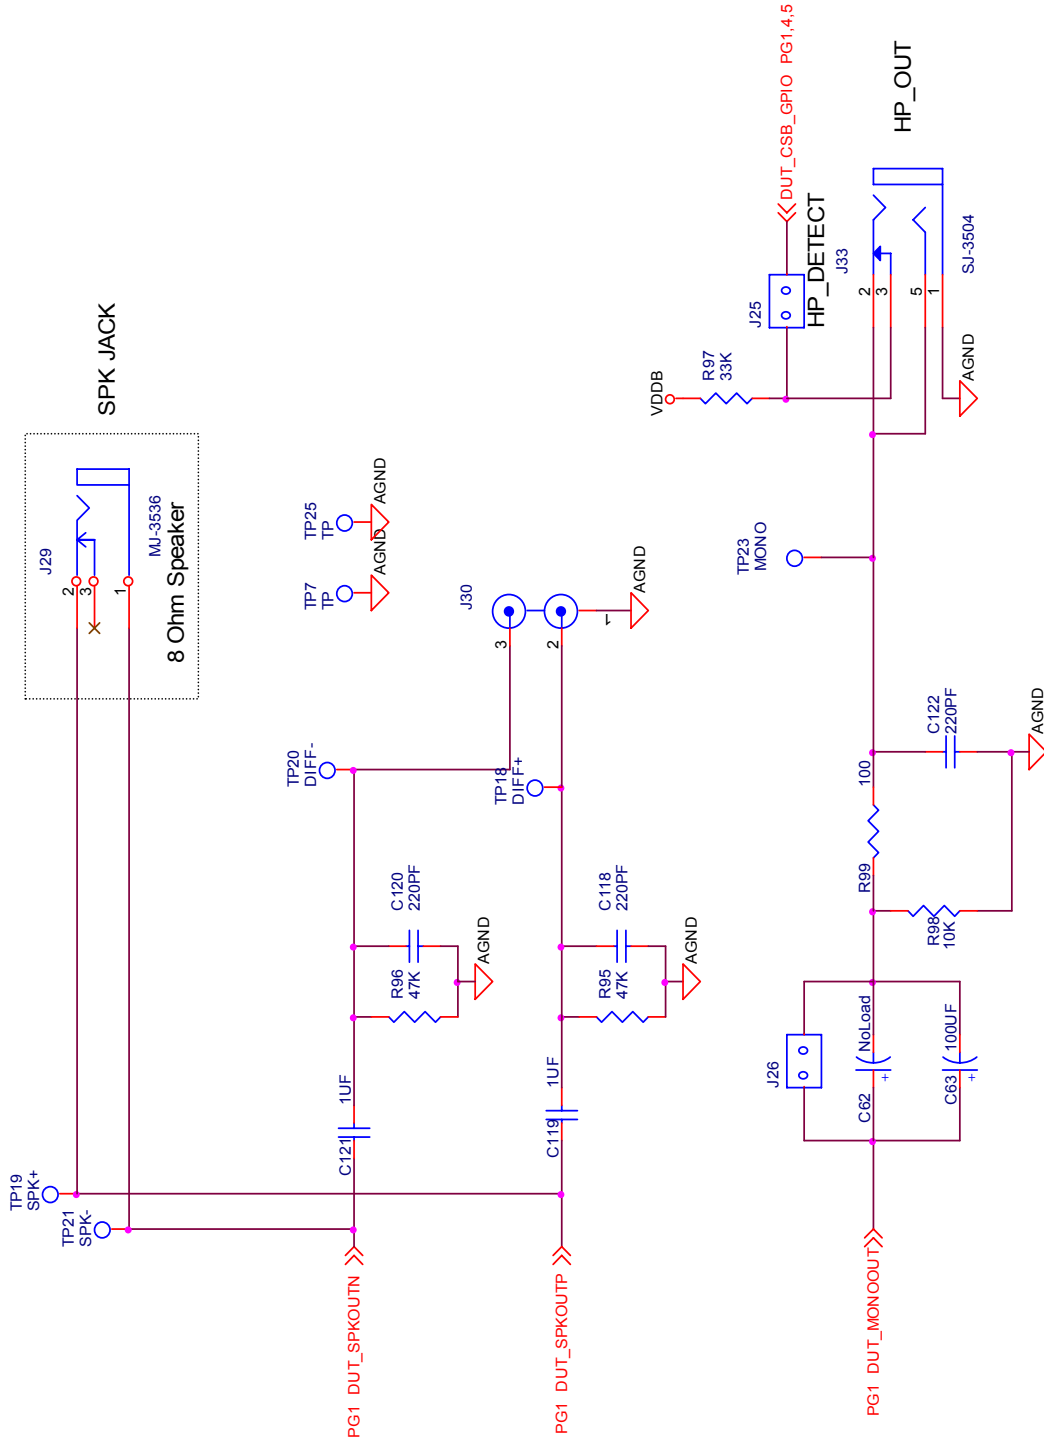 SPK JACK
J29
2
3
1
MJ-3536
8 Ohm Speaker
TP19
SPK+
TP21
SPK-
TP25
TP
AGND
TP7
TP
AGND
J30
3
2
1
AGND
TP20
DIFF-
TP18
DIFF+
C120
220PF
R96
47K
AGND
C118
220PF
R95
47K
AGND
1UF
C121
1UF
C119
PG1 DUT_SPKOUTN
PG1 DUT_SPKOUTP
DUT_CSB_GPIO PG1,4,5
HP_OUT
HP_DETECT
J25
J33
2
3
5
1
SJ-3504
VDDB
R97
33K
AGND
TP23
MONO
C122
220PF
AGND
100
R99
R98
10K
J26
NoLoad
C62
100UF
C63
PG1 DUT_MONOOUT
+
+